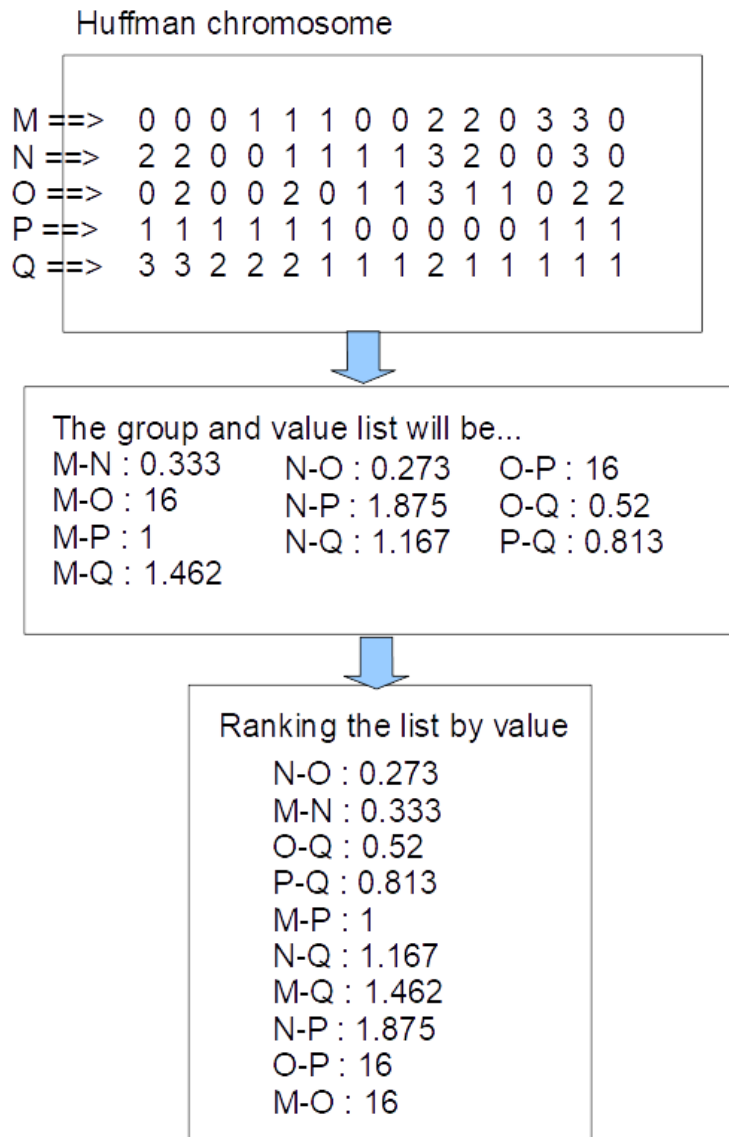 Huffman chromosome
M ==> 0 0 0 1 1 1 0 0 2 2 0 3 3 0
N ==> 2 2 0 0 1 1 1 1 3 2 0 0 3 0
O ==> 0 2 0 0 2 0 1 1 3 1 1 0 2 2
P ==> 1 1 1 1 1 1 0 0 0 0 0 1 1 1
Q ==> 3 3 2 2 2 1 1 1 2 1 1 1 1 1
The group and value list will be...
M-N : 0.333
M-O : 16
M-P : 1
M-Q : 1.462
N-O : 0.273
N-P : 1.875
N-Q : 1.167
O-P : 16
O-Q : 0.52
P-Q : 0.813
Ranking the list by value
N-O : 0.273
M-N : 0.333
O-Q : 0.52
P-Q : 0.813
M-P : 1
N-Q : 1.167
M-Q : 1.462
N-P : 1.875
O-P : 16
M-O : 16